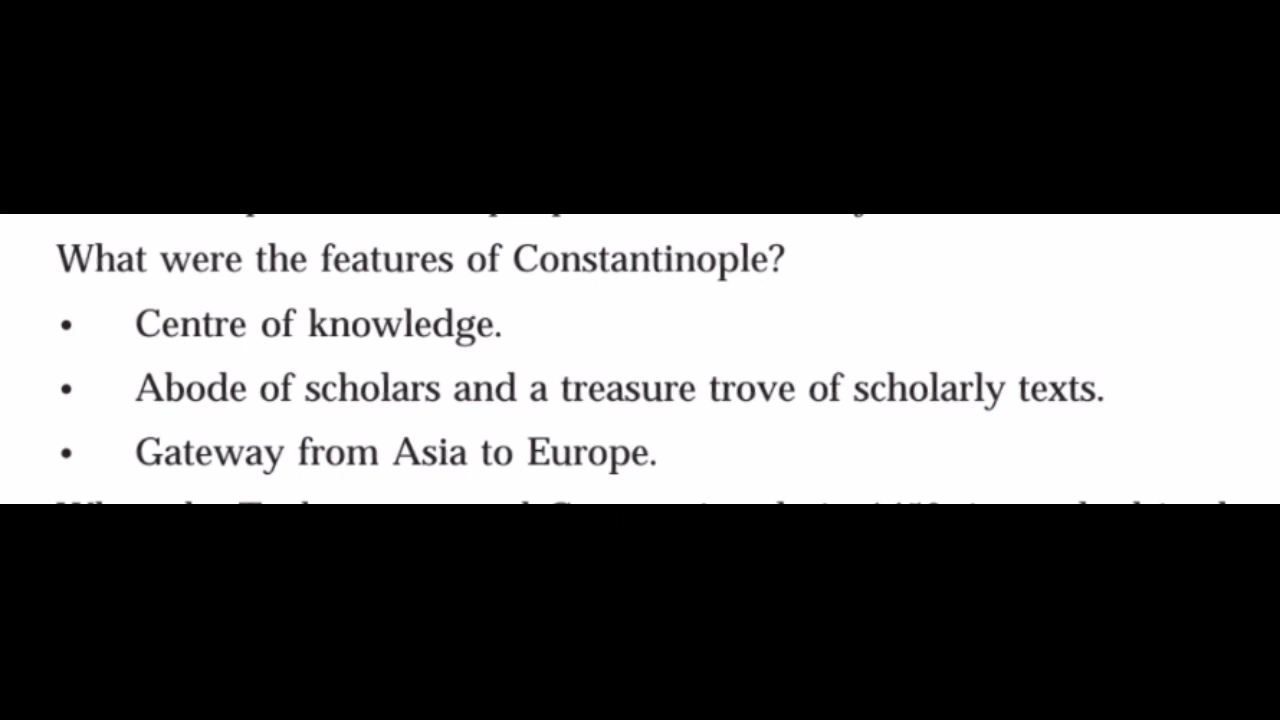 What were the features of Constantinople?
• Centre of knowledge.
• Abode of scholars and a treasure trove of scholarly texts.
• Gateway from Asia to Europe.